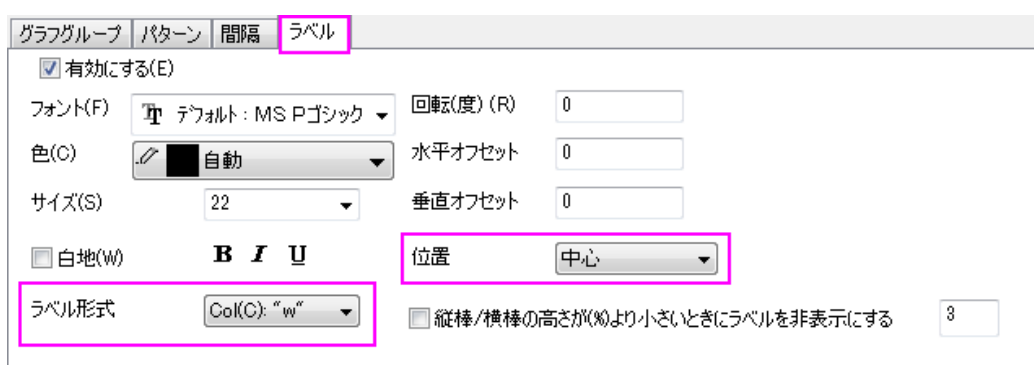 グラフグループ パターン 間隔 ラベル
有効にする(E)
フォント(F) デフォルト : MS Pゴシック
回転(度) (R) 0
色(C) 自動
水平オフセット 0
サイズ(S) 22
垂直オフセット 0
白地(W) B I U
位置 中心
ラベル形式 Col(C): "w"
縦棒/横棒の高さが(%)より小さいときにラベルを非表示にする 3